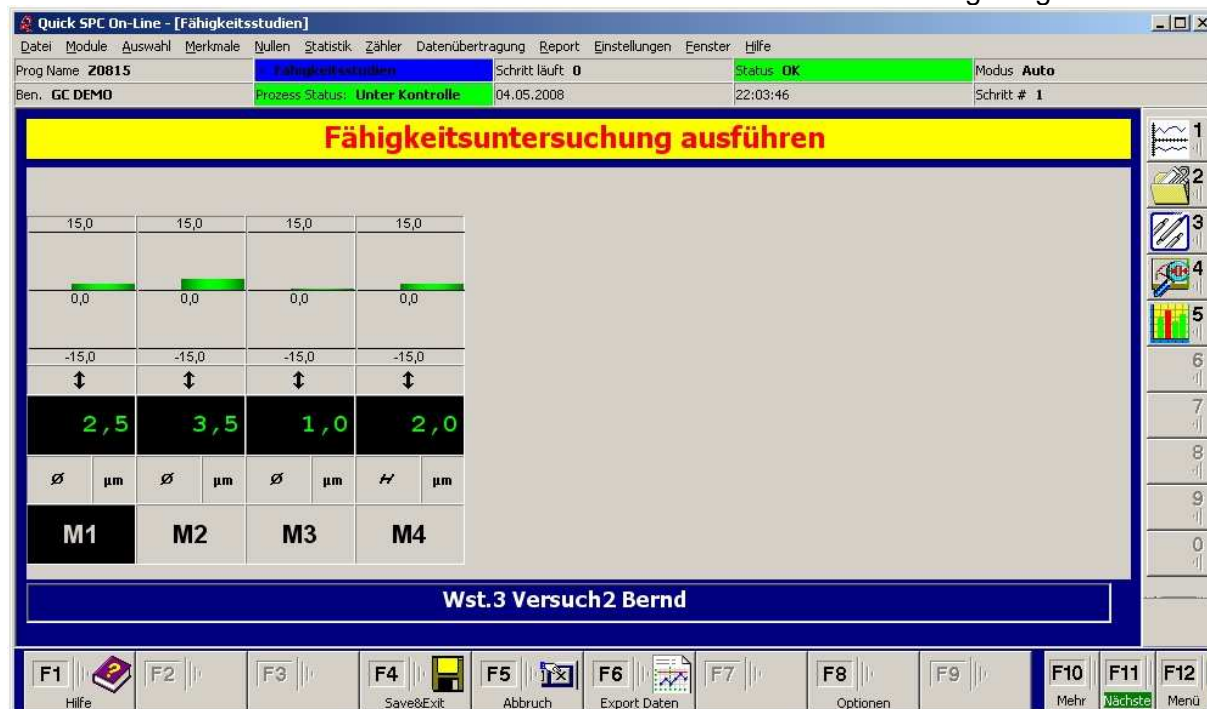 Quick SPC On-Line - [Fähigkeitsstudien]
Datei Module Auswahl Merkmale Nullen Statistik Zähler Datenübertragung Report Einstellungen Fenster Hilfe
Prog Name Z0815 Fähigkeitsstudien Schritt läuft 0 Status OK Modus Auto
Ben. GC DEMO Prozess Status: Unter Kontrolle 04.05.2008 22:03:46 Schritt # 1
Fähigkeitsuntersuchung ausführen
15,0 15,0 15,0 15,0
0,0 0,0 0,0 0,0
-15,0 -15,0 -15,0 -15,0
2,5 3,5 1,0 2,0
Ø µm Ø µm Ø µm H µm
M1 M2 M3 M4
Wst.3 Versuch2 Bernd
1
2
3
4
5
6
7
8
9
0
F1 F2 F3 F4 F5 F6 F7 F8 F9 F10 F11 F12
Hilfe Save&Exit Abbruch Export Daten Optionen Mehr Nächste Menü